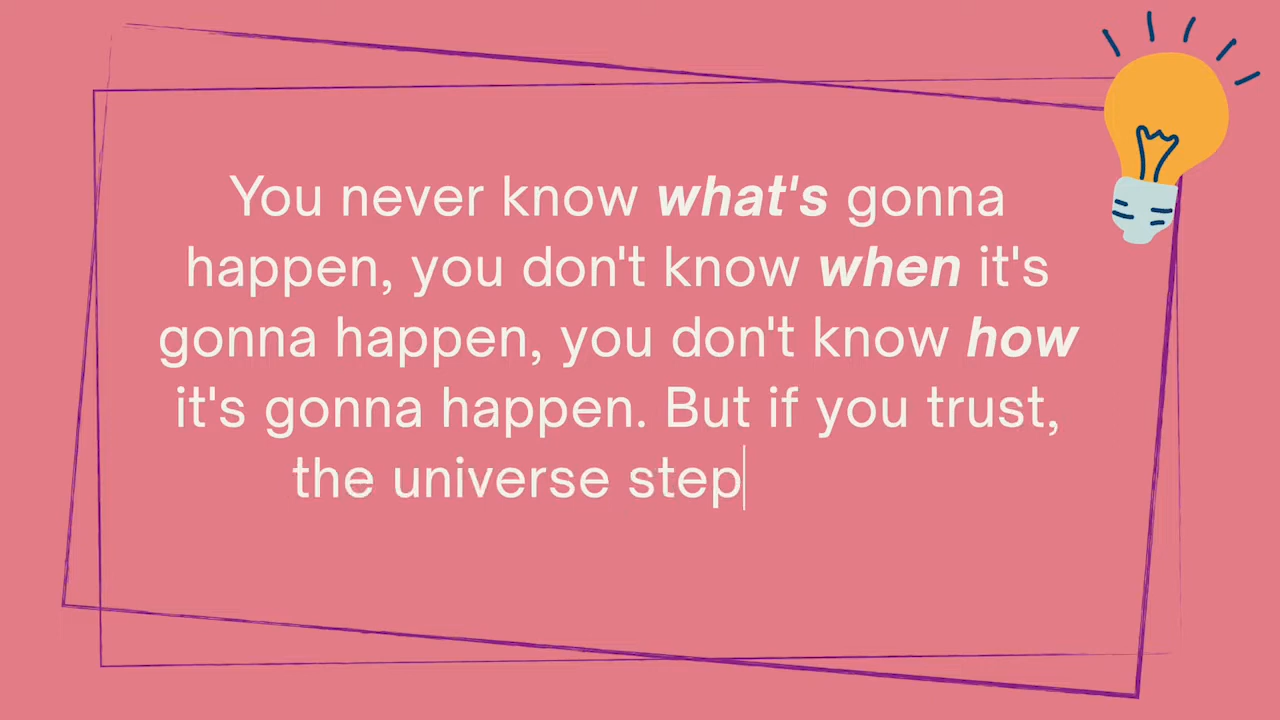 You never know what's gonna
happen, you don't know when it's
gonna happen, you don't know how
it's gonna happen. But if you trust,
the universe step